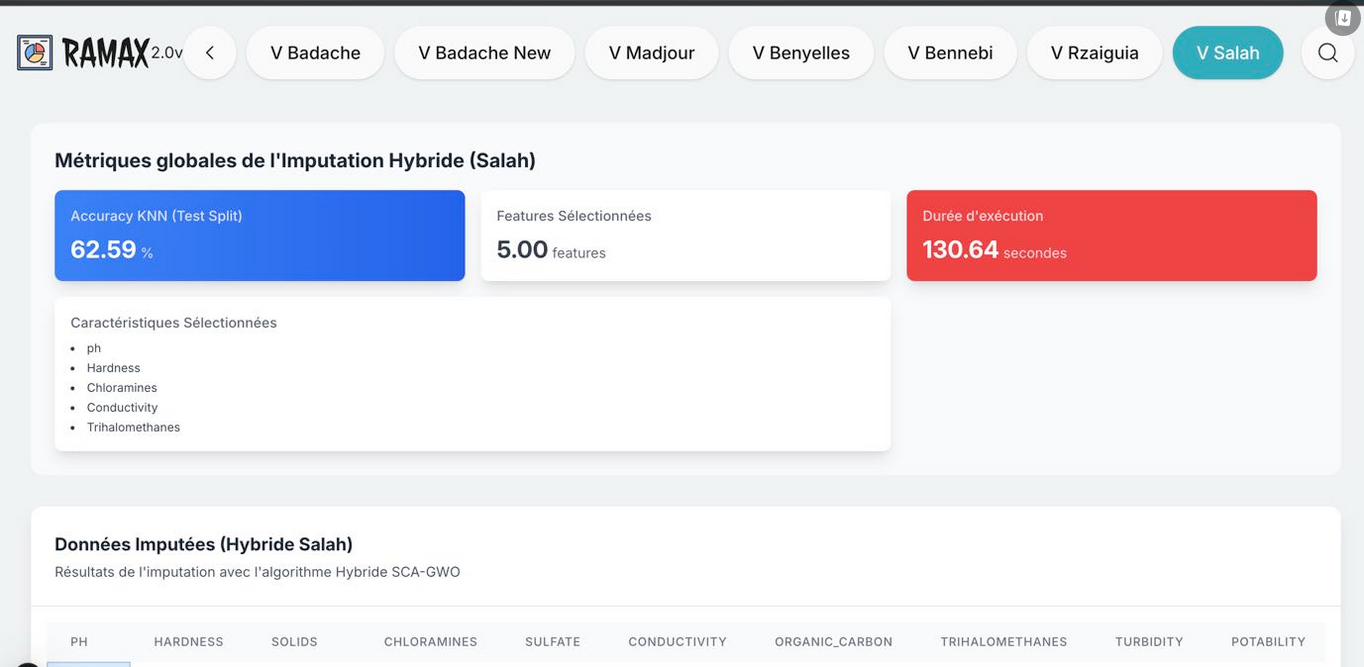 RAMAX 2.0v
V Badache
V Badache New
V Madjour
V Benyelles
V Bennebi
V Rzaiguia
V Salah
Métriques globales de l'Imputation Hybride (Salah)
Accuracy KNN (Test Split)
62.59 %
Features Sélectionnées
5.00 features
Durée d'exécution
130.64 secondes
Caractéristiques Sélectionnées
• ph
• Hardness
• Chloramines
• Conductivity
• Trihalomethanes
Données Imputées (Hybride Salah)
Résultats de l'imputation avec l'algorithme Hybride SCA-GWO
PH HARDNESS SOLIDS CHLORAMINES SULFATE CONDUCTIVITY ORGANIC_CARBON TRIHALOMETHANES TURBIDITY POTABILITY